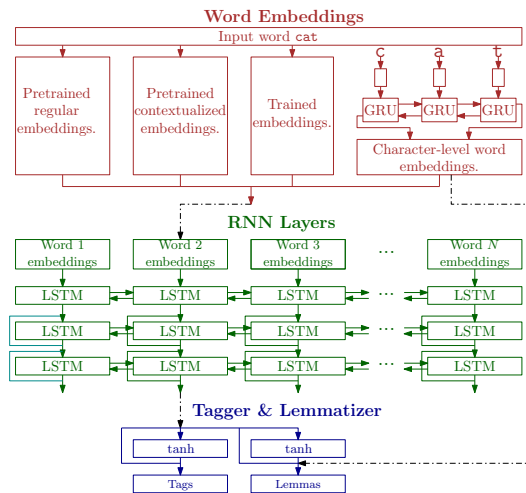 Word Embeddings
Input word cat
c a t
Pretrained
regular
embeddings.
Pretrained
contextualized
embeddings.
Trained
embeddings.
GRU GRU GRU
Character-level word
embeddings.
RNN Layers
Word 1
embeddings
Word 2
embeddings
Word 3
embeddings
...
Word N
embeddings
LSTM LSTM LSTM ... LSTM
LSTM LSTM LSTM ... LSTM
LSTM LSTM LSTM ... LSTM
Tagger & Lemmatizer
tanh tanh
Tags Lemmas